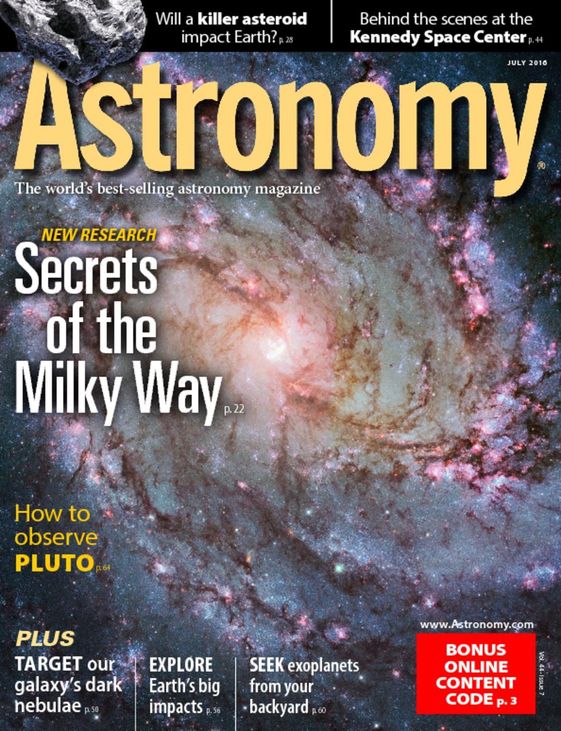 Will a killer asteroid
impact Earth? p. 28
Behind the scenes at the
Kennedy Space Center p. 44
JULY 2016
Astronomy®
The world's best-selling astronomy magazine
NEW RESEARCH
Secrets
of the
Milky Way p. 22
How to
observe
PLUTO p. 64
www.Astronomy.com
PLUS
TARGET our
galaxy's dark
nebulae p. 50
EXPLORE
Earth's big
impacts p. 56
SEEK exoplanets
from your
backyard p. 60
BONUS
ONLINE
CONTENT
CODE p. 3
Vol. 44 • Issue 7